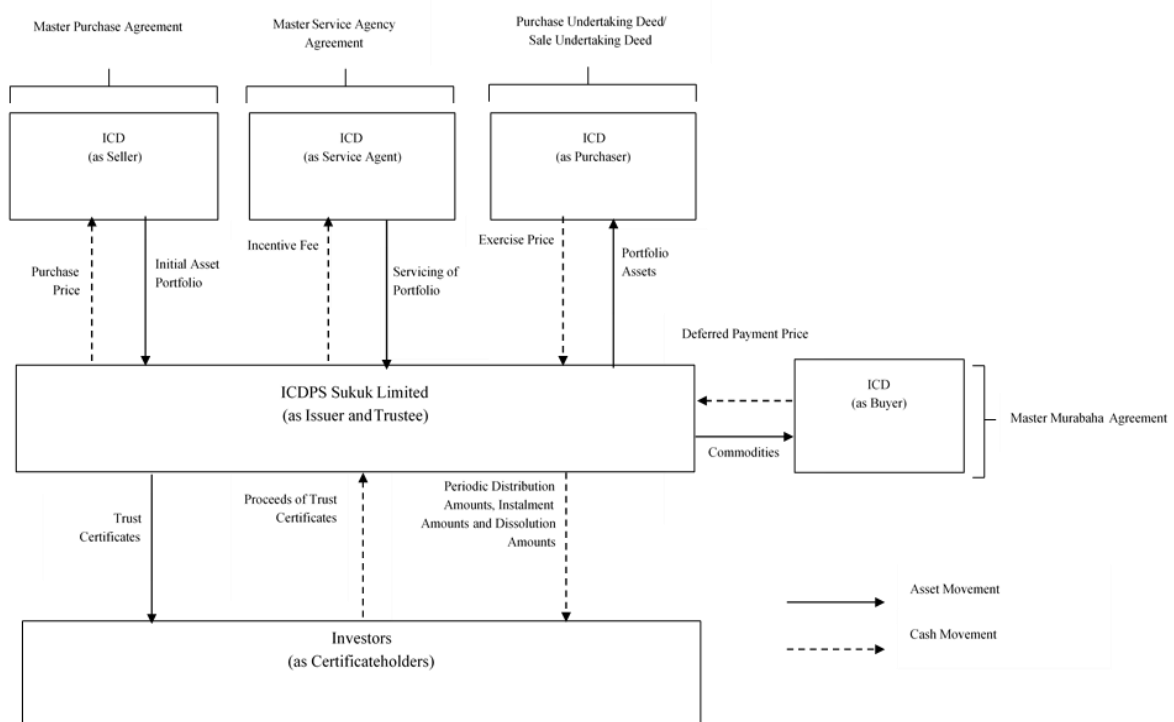 Master Purchase Agreement
Master Service Agency
Agreement
Purchase Undertaking Deed/
Sale Undertaking Deed
ICD
(as Seller)
ICD
(as Service Agent)
ICD
(as Purchaser)
Purchase
Price
Initial Asset
Portfolio
Incentive Fee
Servicing of
Portfolio
Exercise Price
Portfolio
Assets
Deferred Payment Price
ICDPS Sukuk Limited
(as Issuer and Trustee)
ICD
(as Buyer)
Master Murabaha Agreement
Commodities
Trust
Certificates
Proceeds of Trust
Certificates
Periodic Distribution
Amounts, Instalment
Amounts and Dissolution
Amounts
Asset Movement
Cash Movement
Investors
(as Certificateholders)